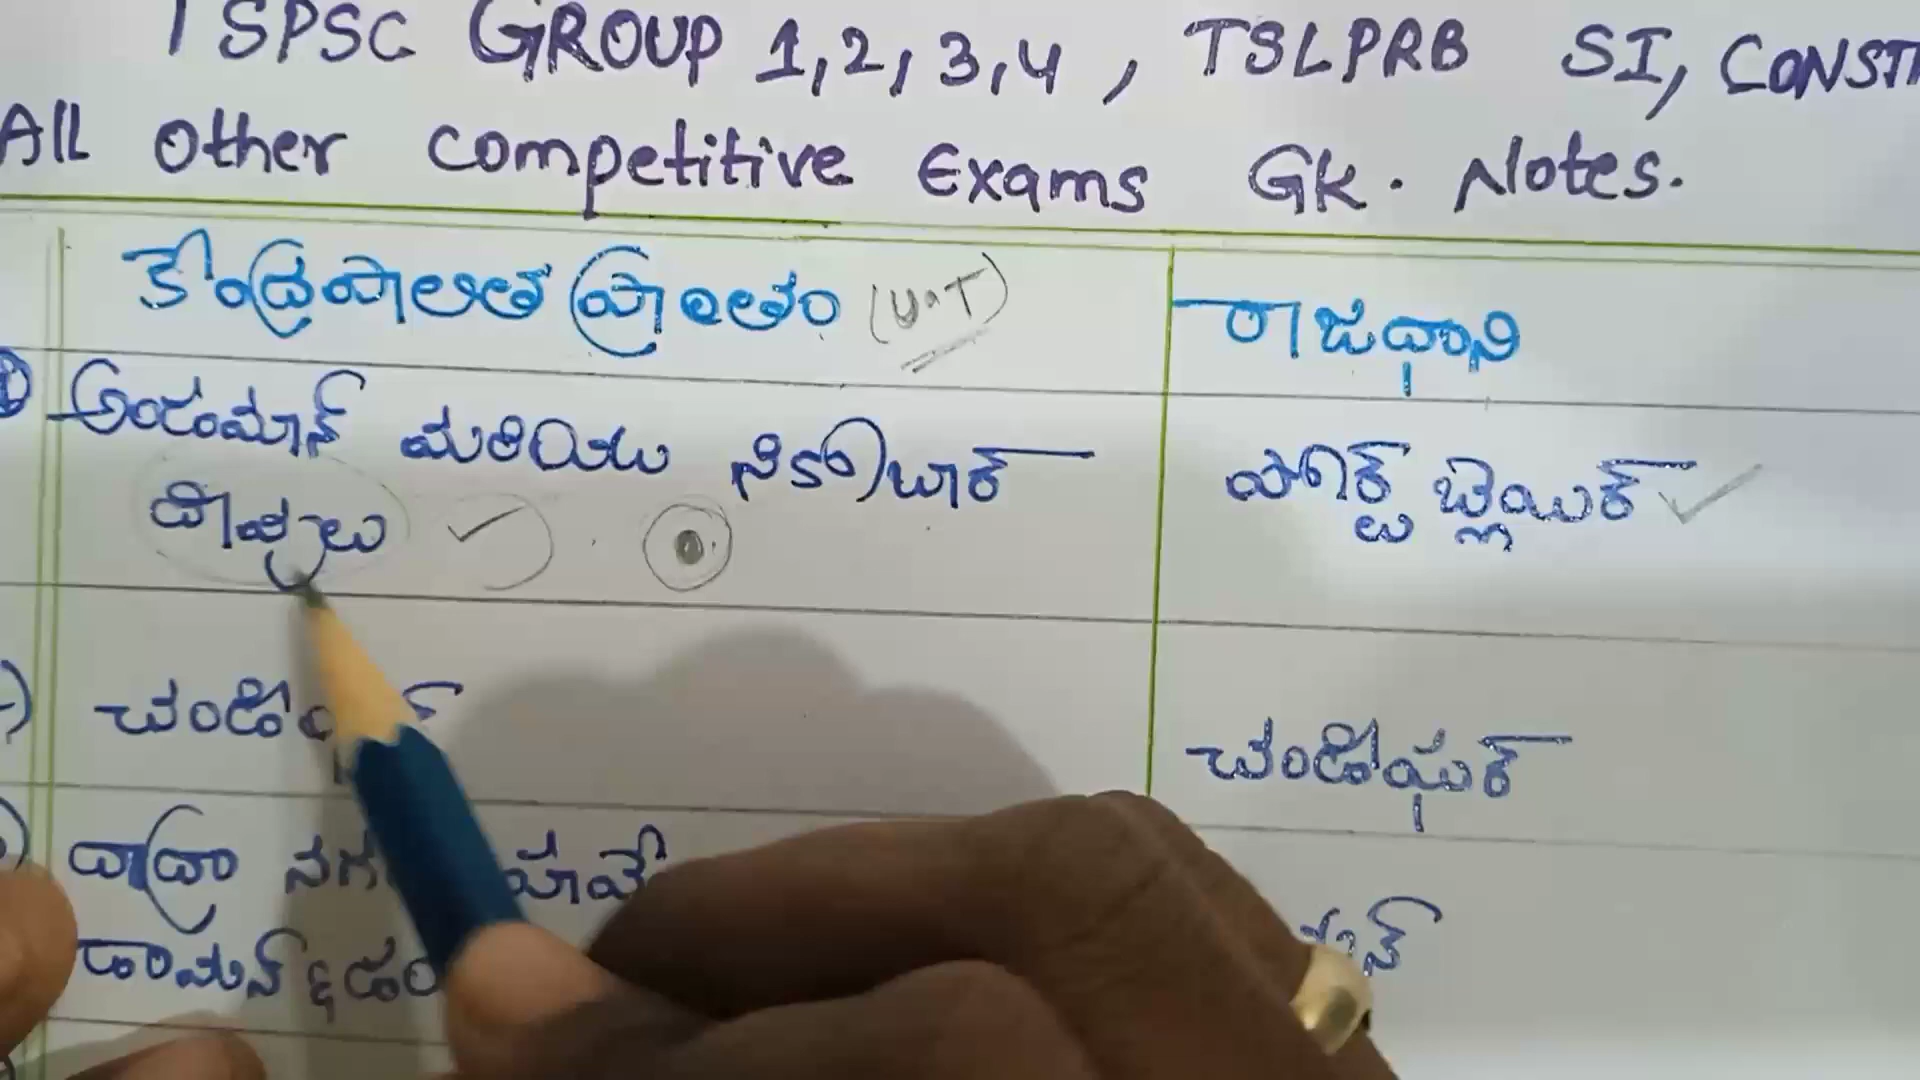 TSPSC GROUP 1,2,3,4, TSLPRB SI,
All Other Competitive Exams Gk. Notes.
కేంద్రపాలిత ప్రాంతం (U.T) రాజధాని
అండమాన్ మరియు నికోబార్ పోర్ట్ బ్లెయిర్
దీవులు
చండీఘర్
దాద్రా
డామన్ &